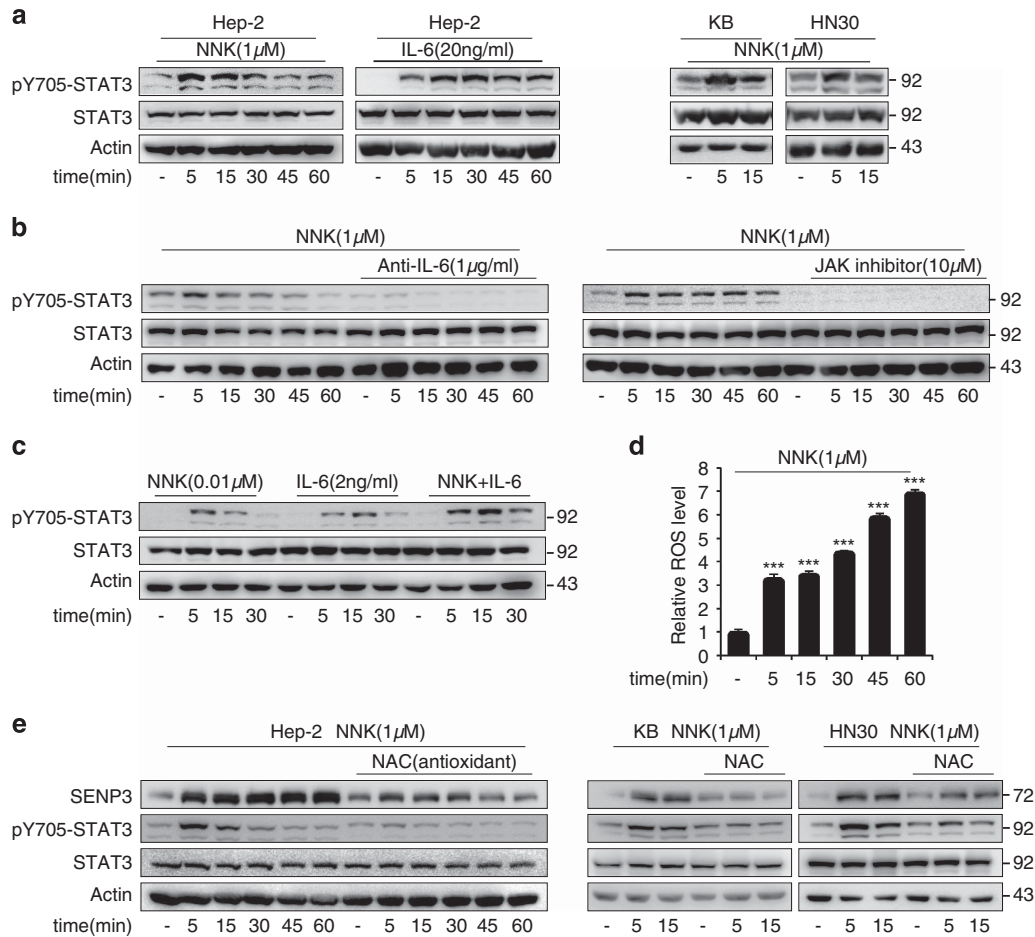 a
Hep-2 Hep-2 KB HN30
NNK(1µM) IL-6(20ng/ml) NNK(1µM)
pY705-STAT3 92
STAT3 92
Actin 43
time(min) - 5 15 30 45 60 - 5 15 30 45 60 - 5 15 - 5 15
b
NNK(1µM) NNK(1µM)
Anti-IL-6(1µg/ml) JAK inhibitor(10µM)
pY705-STAT3 92
STAT3 92
Actin 43
time(min) - 5 15 30 45 60 - 5 15 30 45 60 - 5 15 30 45 60 - 5 15 30 45 60
c
NNK(0.01µM) IL-6(2ng/ml) NNK+IL-6
pY705-STAT3 92
STAT3 92
Actin 43
time(min) - 5 15 30 - 5 15 30 - 5 15 30
d
NNK(1µM)
Relative ROS level
8
7
6
5
4
3
2
1
0
*** *** *** *** ***
time(min) - 5 15 30 45 60
e
Hep-2 NNK(1µM) KB NNK(1µM) HN30 NNK(1µM)
NAC(antioxidant) NAC NAC
SENP3 72
pY705-STAT3 92
STAT3 92
Actin 43
time(min) - 5 15 30 45 60 - 5 15 30 45 60 - 5 15 - 5 15 - 5 15 - 5 15